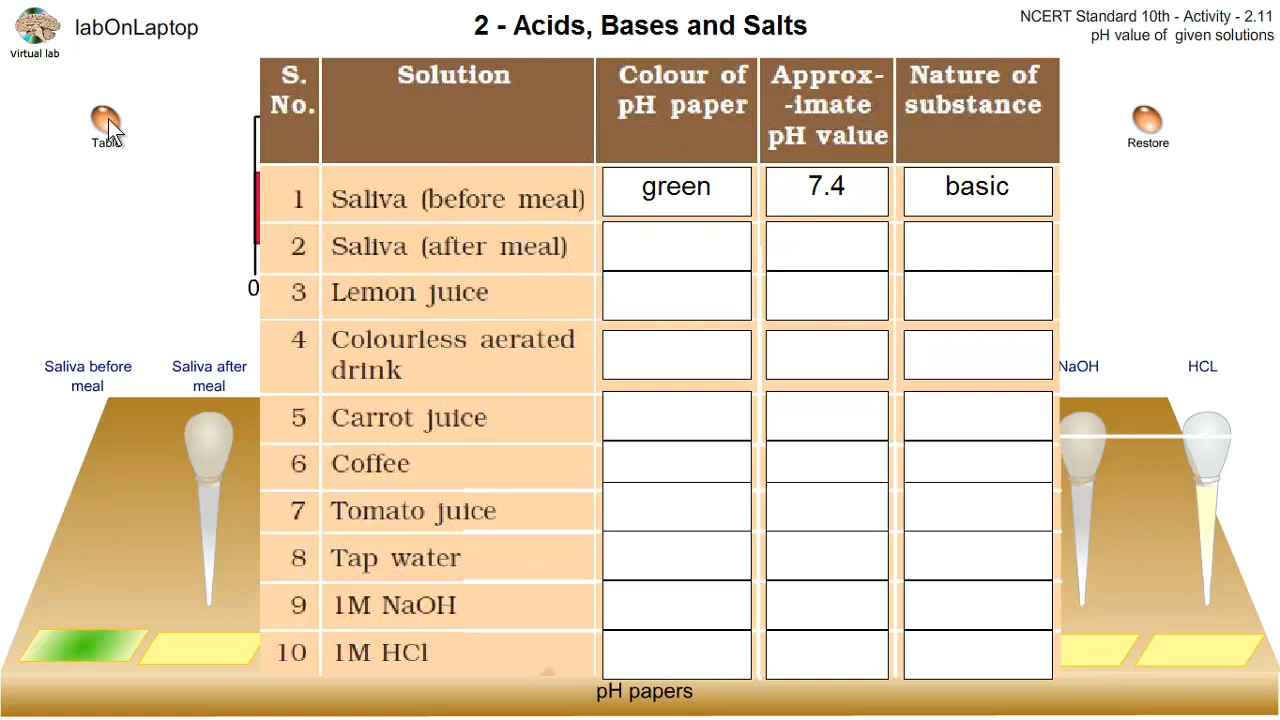 labOnLaptop
Virtual lab
2 - Acids, Bases and Salts
NCERT Standard 10th - Activity - 2.11
pH value of given solutions
Restore
0
S. No.
Solution
Colour of pH paper
Approx-
-imate
pH value
Nature of substance
1 Saliva (before meal) green 7.4 basic
2 Saliva (after meal)
3 Lemon juice
4 Colourless aerated
drink
5 Carrot juice
6 Coffee
7 Tomato juice
8 Tap water
9 1M NaOH
10 1M HCl
Saliva before
meal
Saliva after
meal
NaOH
HCL
pH papers